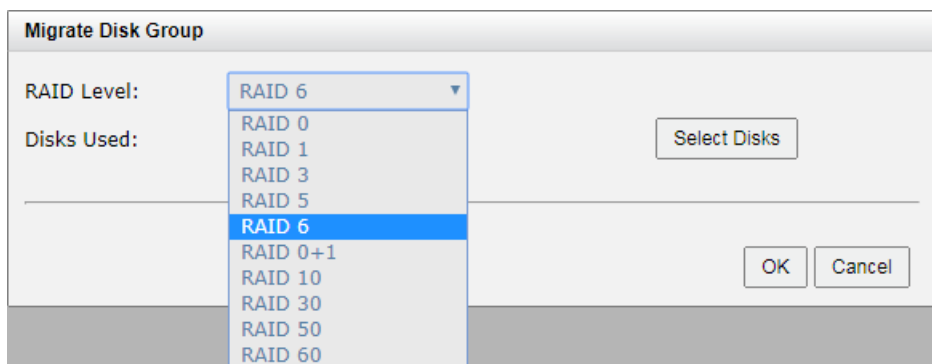 Migrate Disk Group
RAID Level:
RAID 6
Disks Used:
Select Disks
RAID 0
RAID 1
RAID 3
RAID 5
RAID 6
RAID 0+1
RAID 10
RAID 30
RAID 50
RAID 60
OK
Cancel